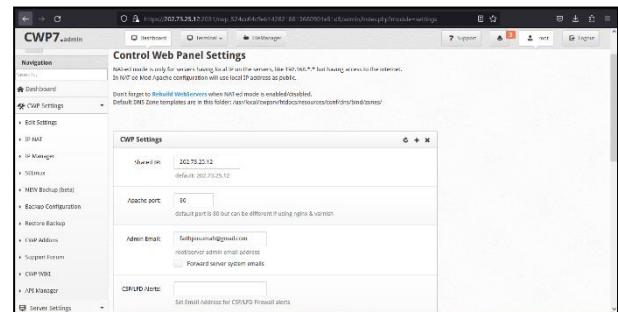 CWP7.admin
Dashboard
Terminal
FileManager
Support
root
Logout
Navigation
Dashboard
CWP Settings
Edit Settings
IP NAT
IP Manager
SElinux
NEW Backup (beta)
Backup Configuration
Restore Backup
CWP Addons
Support Forum
CWP WIKI
API Manager
Server Settings
Control Web Panel Settings
NAT-ed mode is only for servers having local IP on the servers, like 192.168.*.* but having access to the internet.
In NAT-ed Mod Apache configuration will use local IP address as public.
Don't forget to Rebuild WebServers when NAT-ed mode is enabled/disabled.
Default DNS Zone templates are in this folder: /usr/local/cwpsrv/htdocs/resources/conf/dns/bind/zones/
CWP Settings
Shared IP:
202.73.25.12
default: 202.73.25.12
Apache port:
80
default port is 80 but can be different if using nginx & varnish
Admin Email:
root/server admin email address
Forward server system emails
CSF/LFD Alerts:
Set Email Address for CSF/LFD Firewall alerts